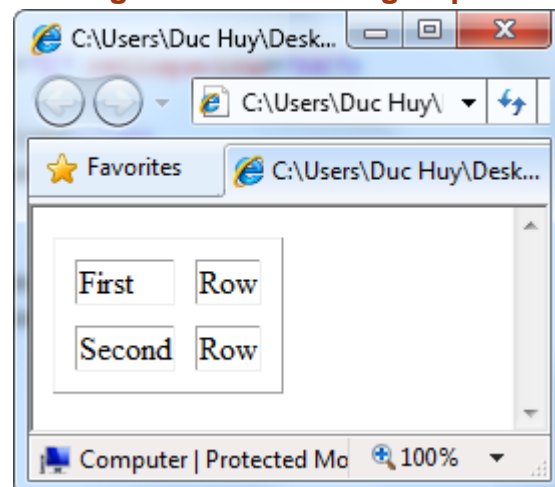 C:\Users\Duc Huy\Desk...
C:\Users\Duc Huy\
Favorites
C:\Users\Duc Huy\Desk...
First Row
Second Row
Computer | Protected Mo
100%